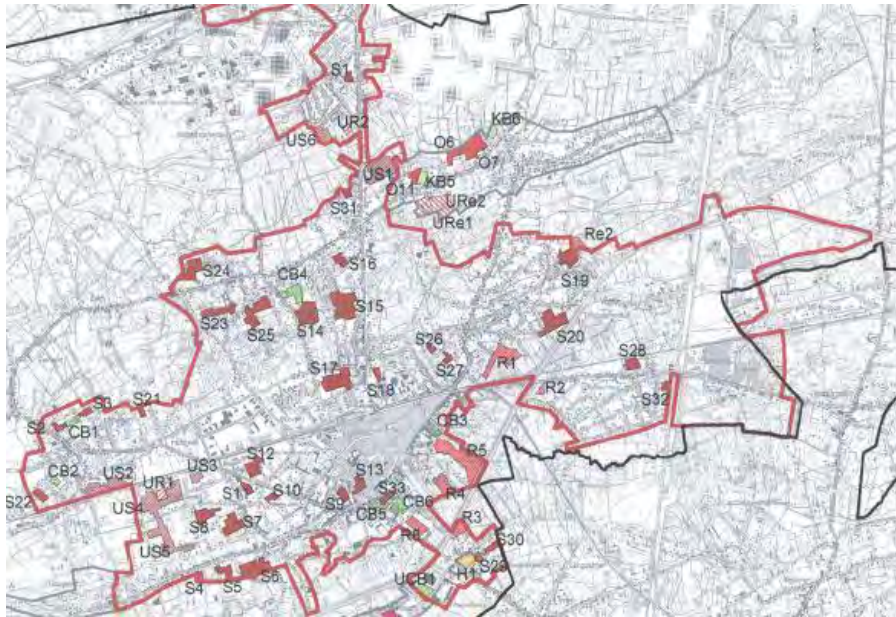 S1
UR2
US6
KB6
O6
O7
US1
KB5
O11
URe2
URe1
S31
Re2
S16
S19
S24
CB4
S15
S14
S23
S25
S20
S26
S27
R1
S28
S17
S18
R2
S32
S3
S21
S2
CB1
CB3
R5
S12
CB2
US2
US3
UR1
S13
S22
S1
S10
S9
S33
R4
US4
CB5
CB6
S8
S7
R6
R3
US5
S30
S4
S5
S6
UCB1
H1
S29